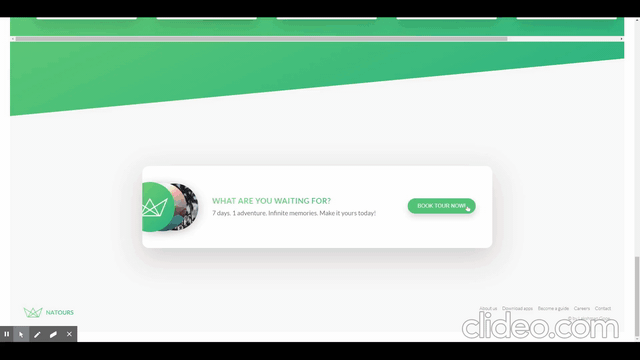 WHAT ARE YOU WAITING FOR?
7 days. 1 adventure. Infinite memories. Make it yours today!
BOOK TOUR NOW!
NATOURS
About us Download apps Become a guide Careers Contact
clideo.com